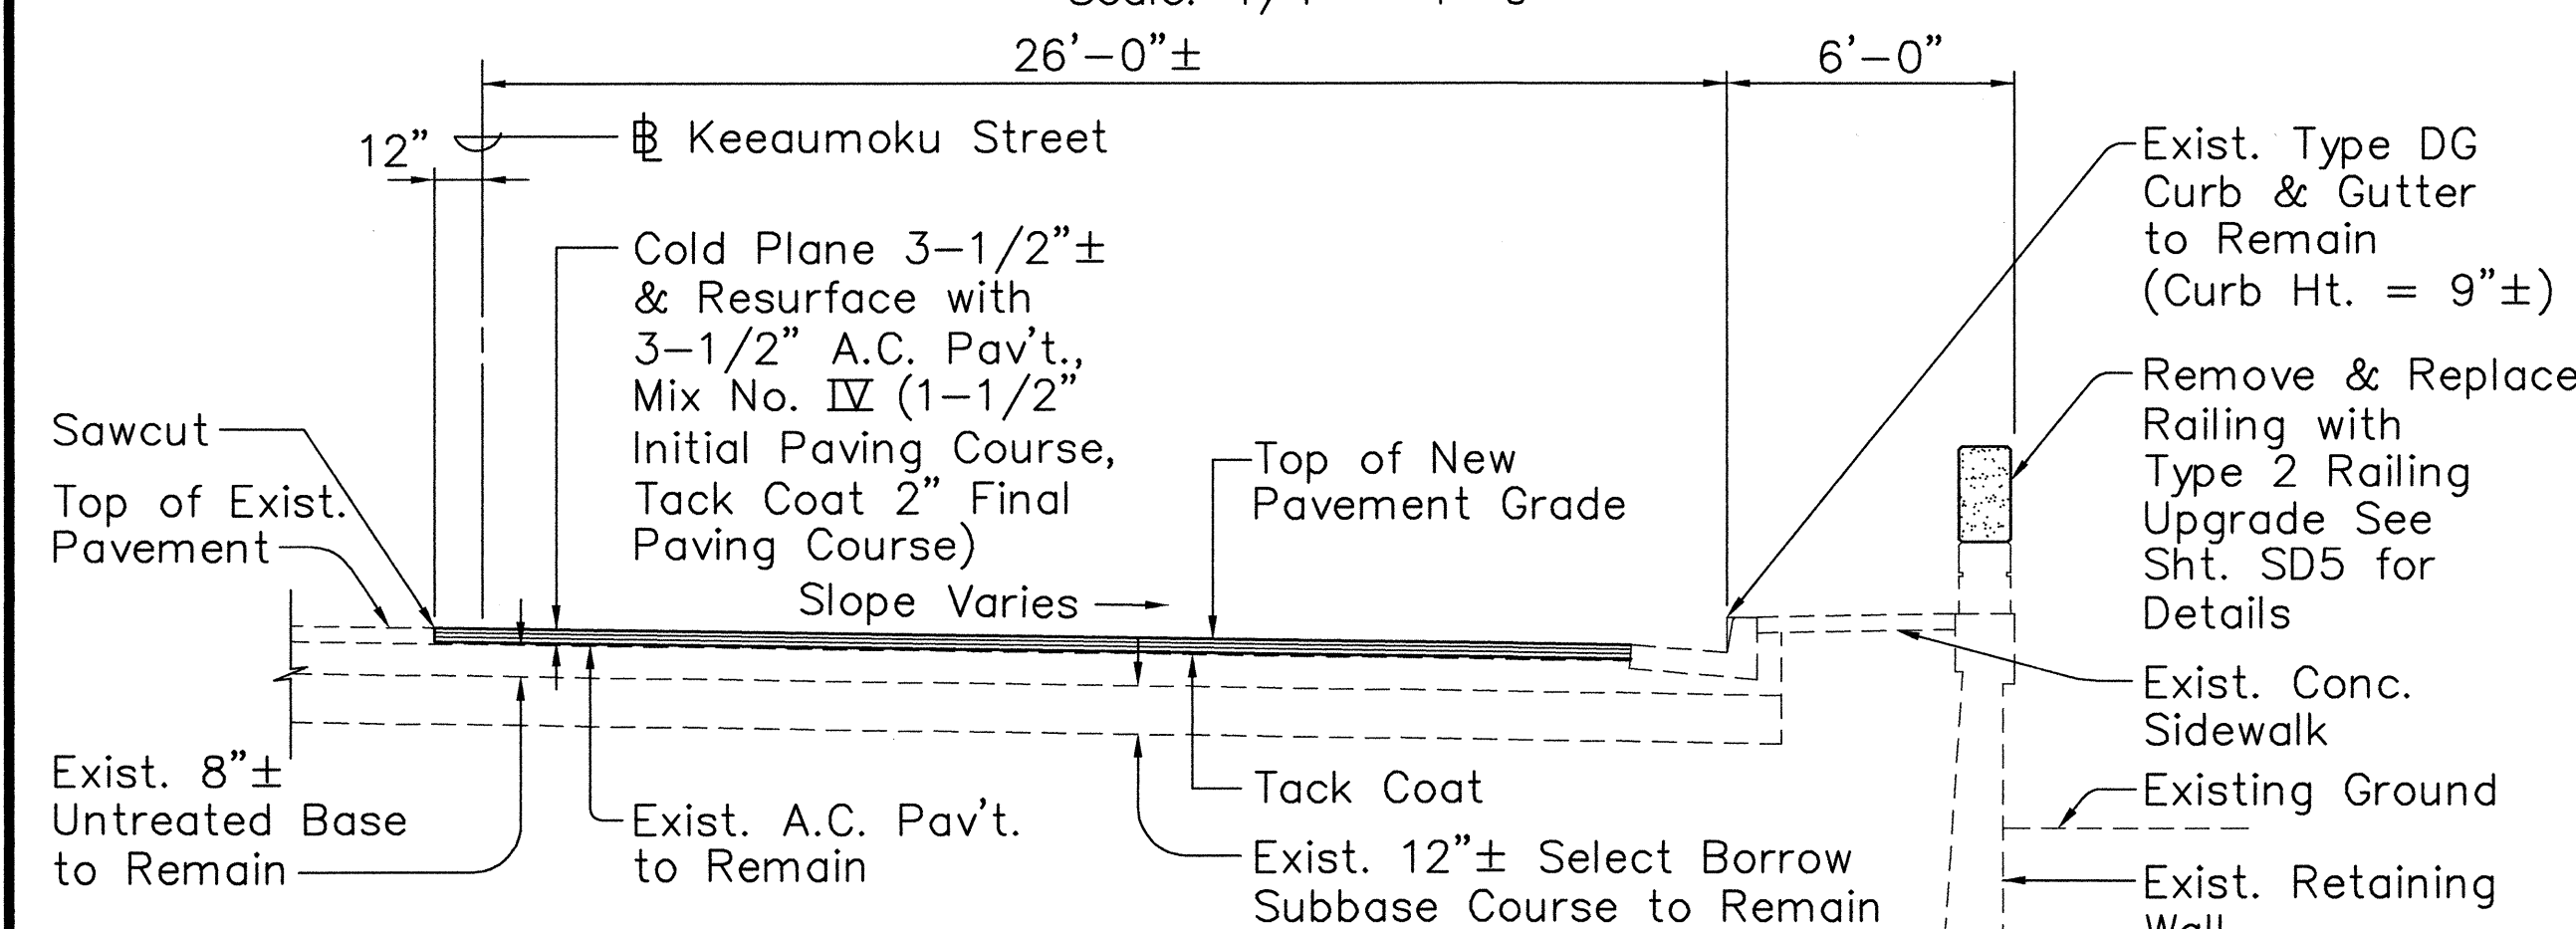 26'-0"±
6'-0"
12"
℄ Keeaumoku Street
Exist. Type DG
Curb & Gutter
to Remain
(Curb Ht. = 9"±)
Cold Plane 3-1/2"±
& Resurface with
3-1/2" A.C. Pav't.,
Mix No. IV (1-1/2"
Initial Paving Course,
Tack Coat 2" Final
Paving Course)
Remove & Replace
Railing with
Type 2 Railing
Upgrade See
Sht. SD5 for
Details
Sawcut
Top of Exist.
Pavement
Top of New
Pavement Grade
Slope Varies
Exist. Conc.
Sidewalk
Exist. 8"±
Untreated Base
to Remain
Exist. A.C. Pav't.
to Remain
Tack Coat
Exist. 12"± Select Borrow
Subbase Course to Remain
Existing Ground
Exist. Retaining
Wall